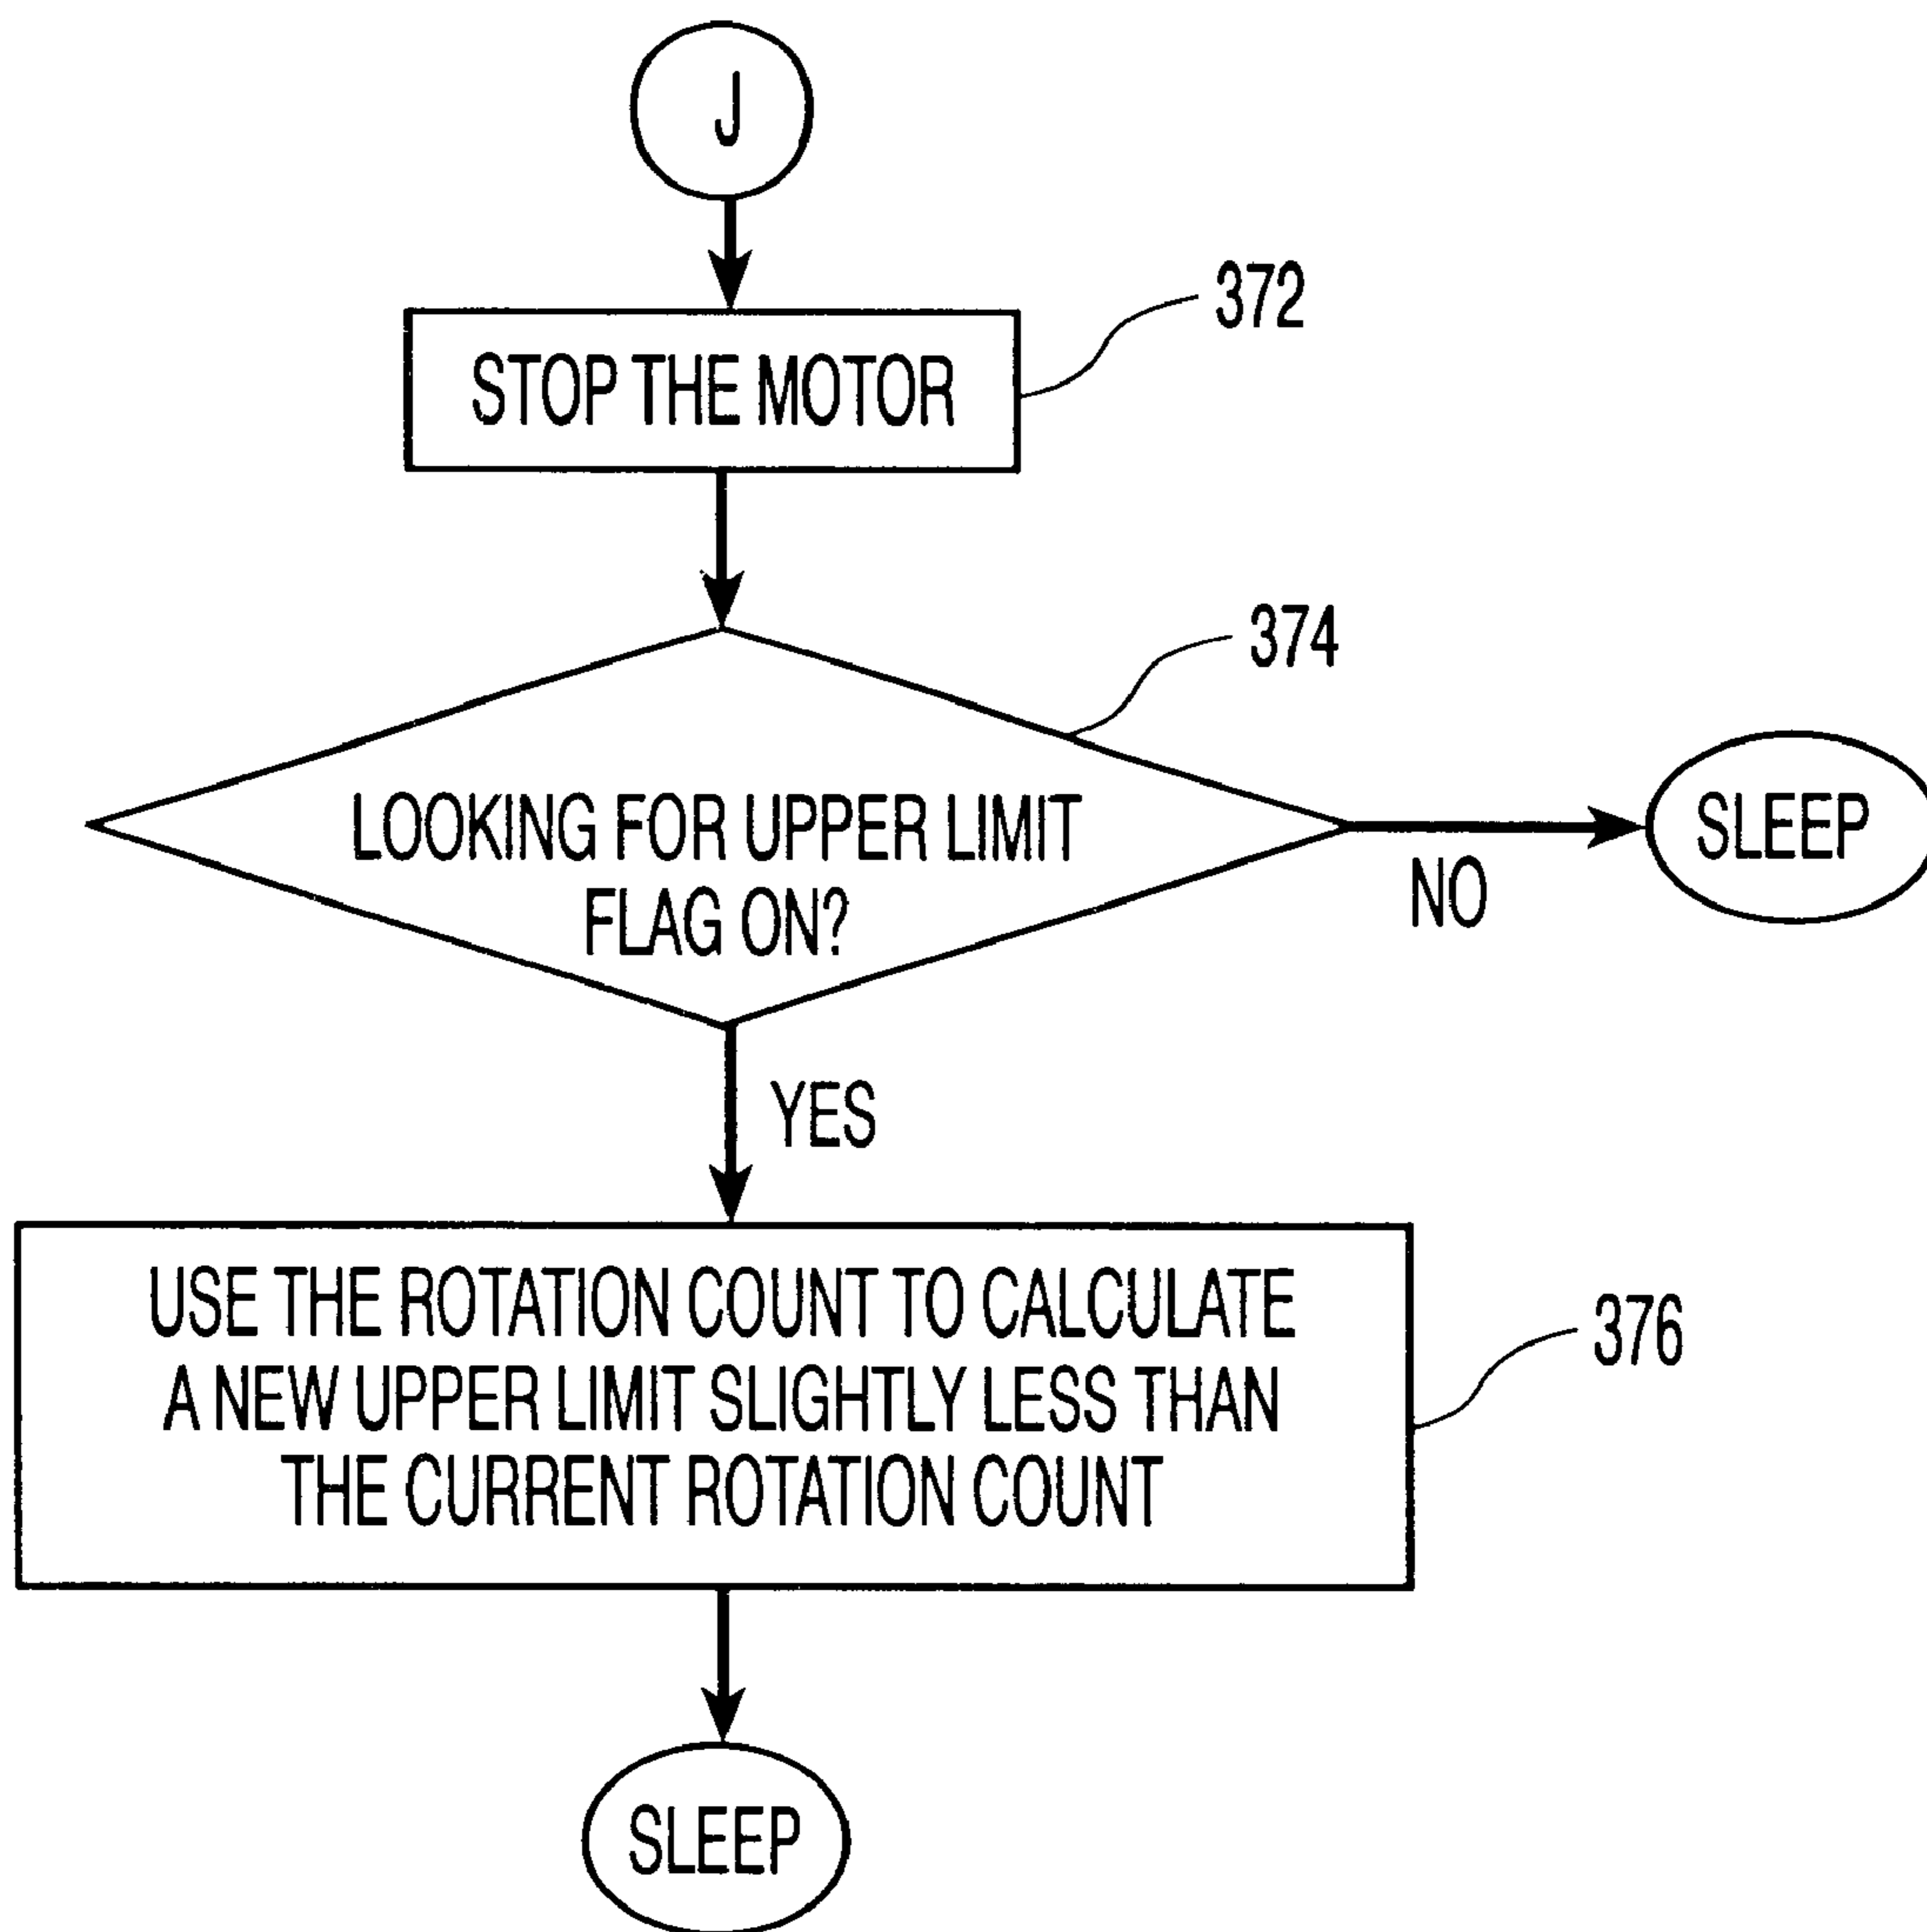 J
372
STOP THE MOTOR
374
LOOKING FOR UPPER LIMIT
FLAG ON?
SLEEP
NO
YES
USE THE ROTATION COUNT TO CALCULATE
A NEW UPPER LIMIT SLIGHTLY LESS THAN
THE CURRENT ROTATION COUNT
376
SLEEP